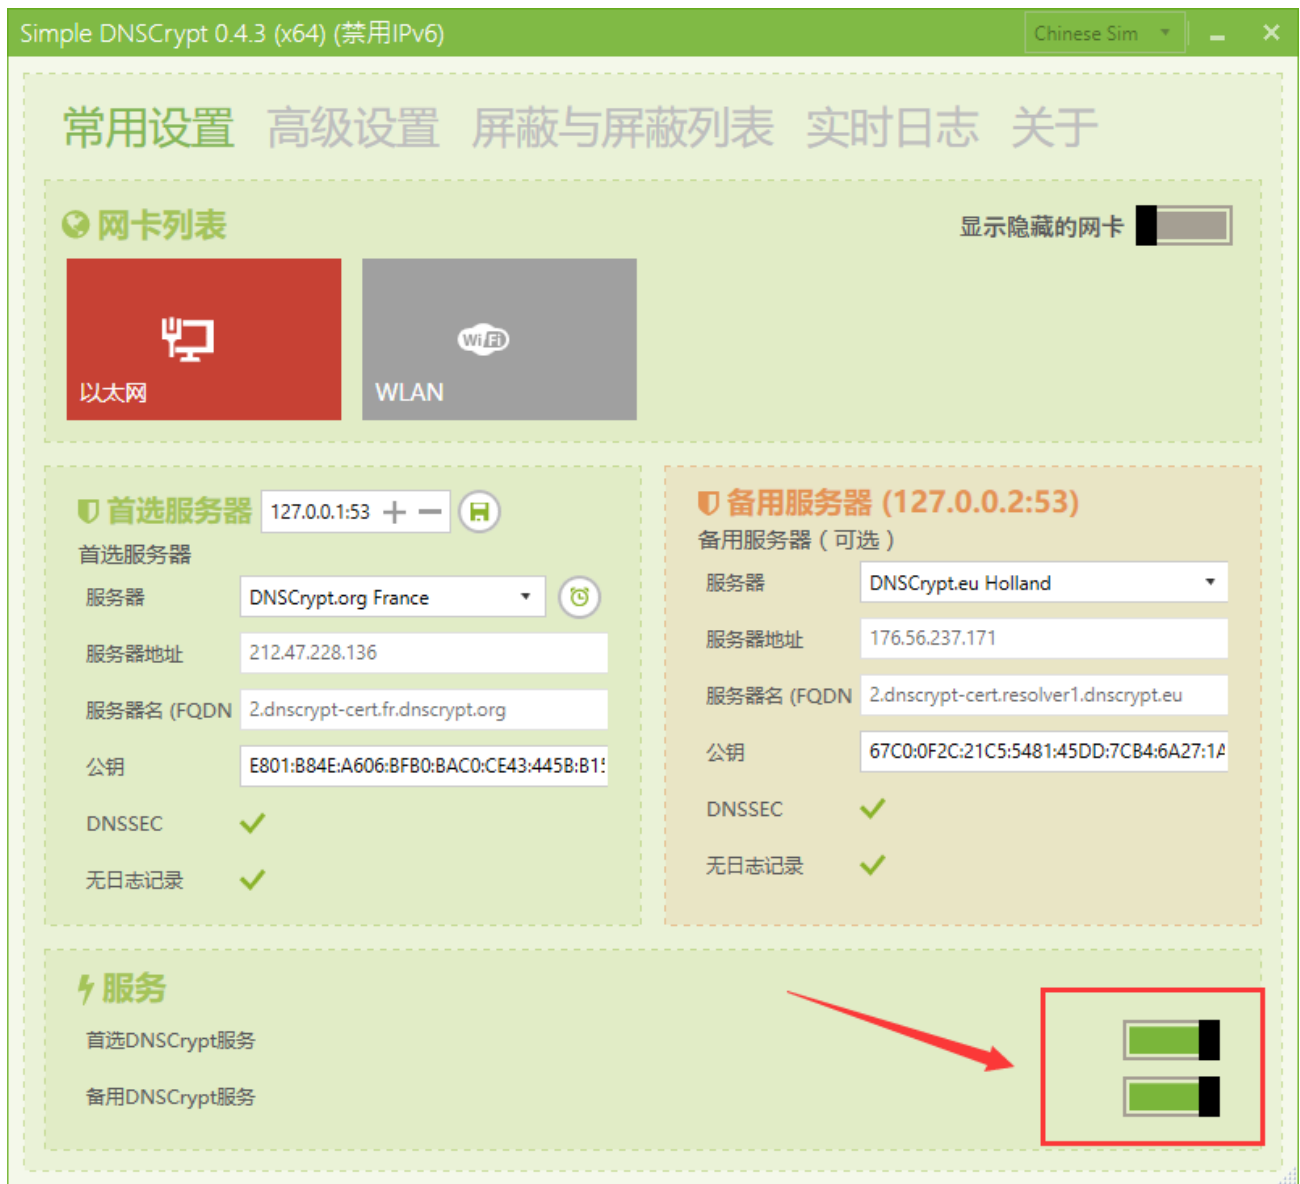 Simple DNSCrypt 0.4.3 (x64) (禁用IPv6)
Chinese Sim
常用设置 高级设置 屏蔽与屏蔽列表 实时日志 关于
网卡列表
显示隐藏的网卡
以太网
WiFi
WLAN
首选服务器 127.0.0.1:53
首选服务器
服务器 DNSCrypt.org France
服务器地址 212.47.228.136
服务器名 (FQDN 2.dnscrypt-cert.fr.dnscrypt.org
公钥 E801:B84E:A606:BFB0:BAC0:CE43:445B:B15
DNSSEC
无日志记录
备用服务器 (127.0.0.2:53)
备用服务器 ( 可选 )
服务器 DNSCrypt.eu Holland
服务器地址 176.56.237.171
服务器名 (FQDN 2.dnscrypt-cert.resolver1.dnscrypt.eu
公钥 67C0:0F2C:21C5:5481:45DD:7CB4:6A27:1A
DNSSEC
无日志记录
服务
首选DNSCrypt服务
备用DNSCrypt服务